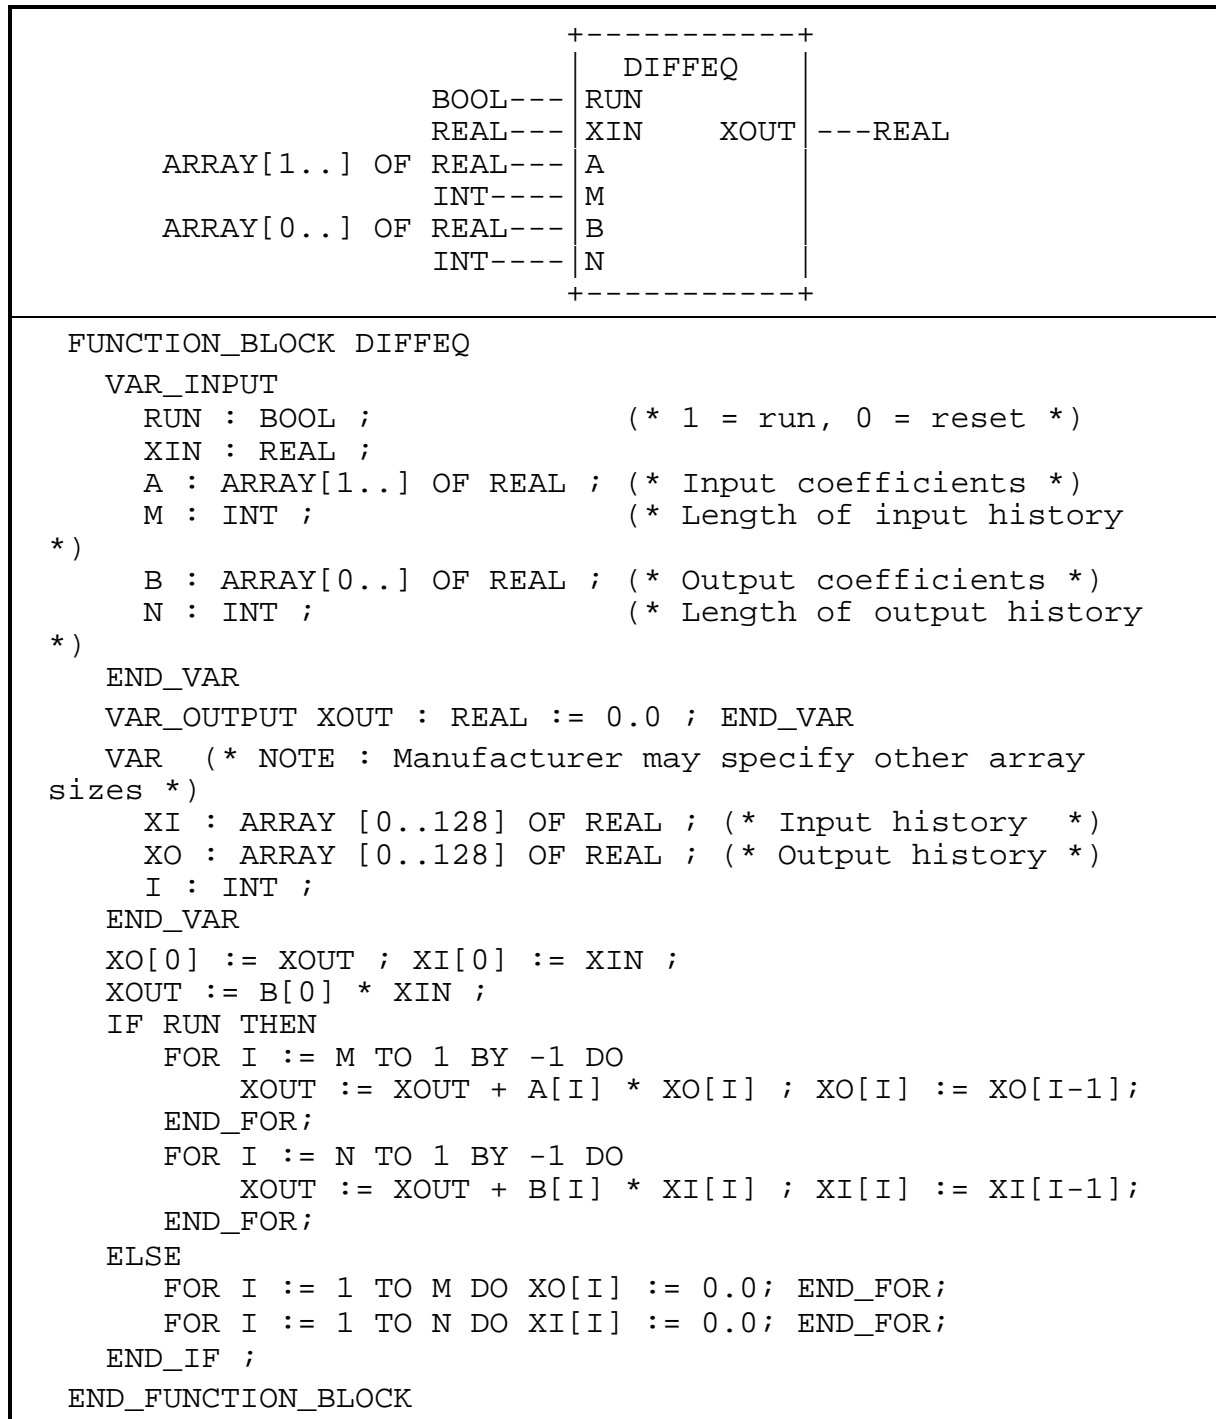 +-----------+
|  DIFFEQ   |
BOOL---|RUN        |
REAL---|XIN    XOUT|---REAL
ARRAY[1..] OF REAL---|A          |
INT----|M          |
ARRAY[0..] OF REAL---|B          |
INT----|N          |
+-----------+
FUNCTION_BLOCK DIFFEQ
VAR_INPUT
RUN : BOOL ;             (* 1 = run, 0 = reset *)
XIN : REAL ;
A : ARRAY[1..] OF REAL ; (* Input coefficients *)
M : INT ;                (* Length of input history
*)
B : ARRAY[0..] OF REAL ; (* Output coefficients *)
N : INT ;                (* Length of output history
*)
END_VAR
VAR_OUTPUT XOUT : REAL := 0.0 ; END_VAR
VAR  (* NOTE : Manufacturer may specify other array
sizes *)
XI : ARRAY [0..128] OF REAL ; (* Input history  *)
XO : ARRAY [0..128] OF REAL ; (* Output history *)
I : INT ;
END_VAR
XO[0] := XOUT ; XI[0] := XIN ;
XOUT := B[0] * XIN ;
IF RUN THEN
FOR I := M TO 1 BY -1 DO
XOUT := XOUT + A[I] * XO[I] ; XO[I] := XO[I-1];
END_FOR;
FOR I := N TO 1 BY -1 DO
XOUT := XOUT + B[I] * XI[I] ; XI[I] := XI[I-1];
END_FOR;
ELSE
FOR I := 1 TO M DO XO[I] := 0.0; END_FOR;
FOR I := 1 TO N DO XI[I] := 0.0; END_FOR;
END_IF ;
END_FUNCTION_BLOCK